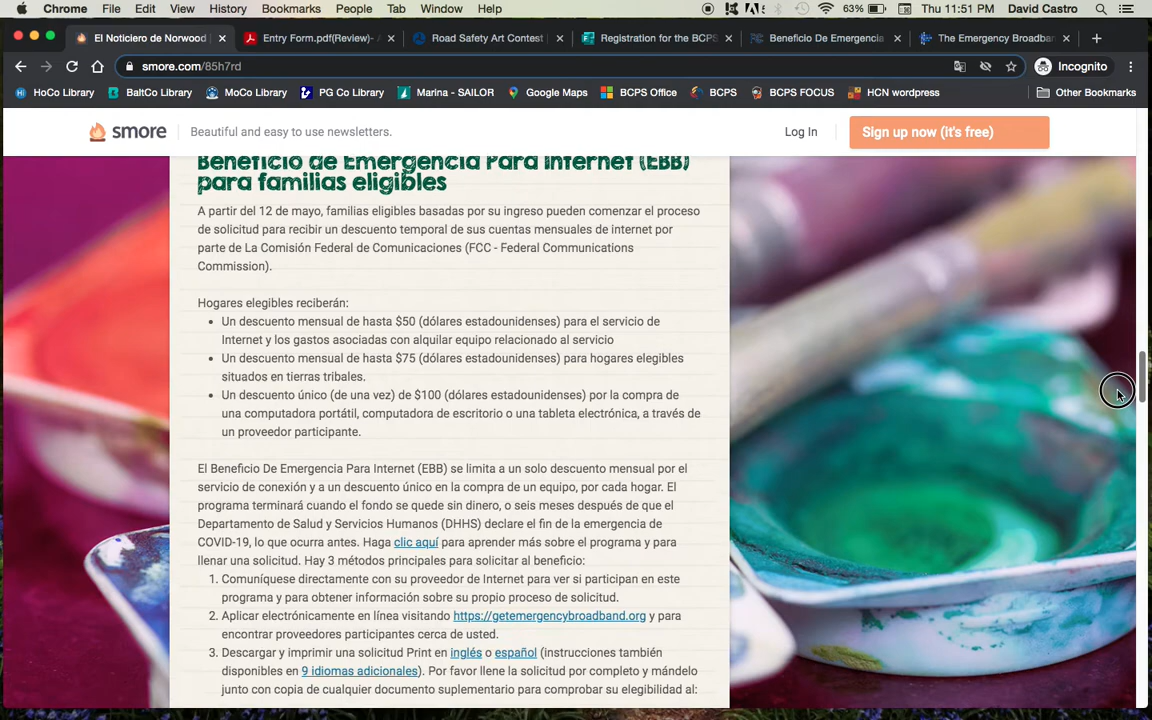 Chrome File Edit View History Bookmarks People Tab Window Help 63% Thu 11:51 PM David Castro
El Noticiero de Norwood Entry Form.pdf(Review)- Road Safety Art Contest Registration for the BCPS Beneficio De Emergencia The Emergency Broadban
smore.com/85h7rd Incognito
HoCo Library BaltCo Library MoCo Library PG Co Library Marina - SAILOR Google Maps BCPS Office BCPS BCPS FOCUS HCN wordpress Other Bookmarks
smore Beautiful and easy to use newsletters. Log In Sign up now (it's free)
Beneficio de Emergencia Para Internet (EBB)
para familias eligibles
A partir del 12 de mayo, familias eligibles basadas por su ingreso pueden comenzar el proceso
de solicitud para recibir un descuento temporal de sus cuentas mensuales de internet por
parte de La Comisión Federal de Comunicaciones (FCC - Federal Communications
Commission).
Hogares elegibles recibirán:
• Un descuento mensual de hasta $50 (dólares estadounidenses) para el servicio de
Internet y los gastos asociadas con alquilar equipo relacionado al servicio
• Un descuento mensual de hasta $75 (dólares estadounidenses) para hogares elegibles
situados en tierras tribales.
• Un descuento único (de una vez) de $100 (dólares estadounidenses) por la compra de
una computadora portátil, computadora de escritorio o una tableta electrónica, a través de
un proveedor participante.
El Beneficio De Emergencia Para Internet (EBB) se limita a un solo descuento mensual por el
servicio de conexión y a un descuento único en la compra de un equipo, por cada hogar. El
programa terminará cuando el fondo se quede sin dinero, o seis meses después de que el
Departamento de Salud y Servicios Humanos (DHHS) declare el fin de la emergencia de
COVID-19, lo que ocurra antes. Haga clic aquí para aprender más sobre el programa y para
llenar una solicitud. Hay 3 métodos principales para solicitar al beneficio:
1. Comuníquese directamente con su proveedor de Internet para ver si participan en este
programa y para obtener información sobre su propio proceso de solicitud.
2. Aplicar electrónicamente en línea visitando https://getemergencybroadband.org y para
encontrar proveedores participantes cerca de usted.
3. Descargar y imprimir una solicitud Print en inglés o español (instrucciones también
disponibles en 9 idiomas adicionales). Por favor llene la solicitud por completo y mándelo
junto con copia de cualquier documento suplementario para comprobar su elegibilidad al: